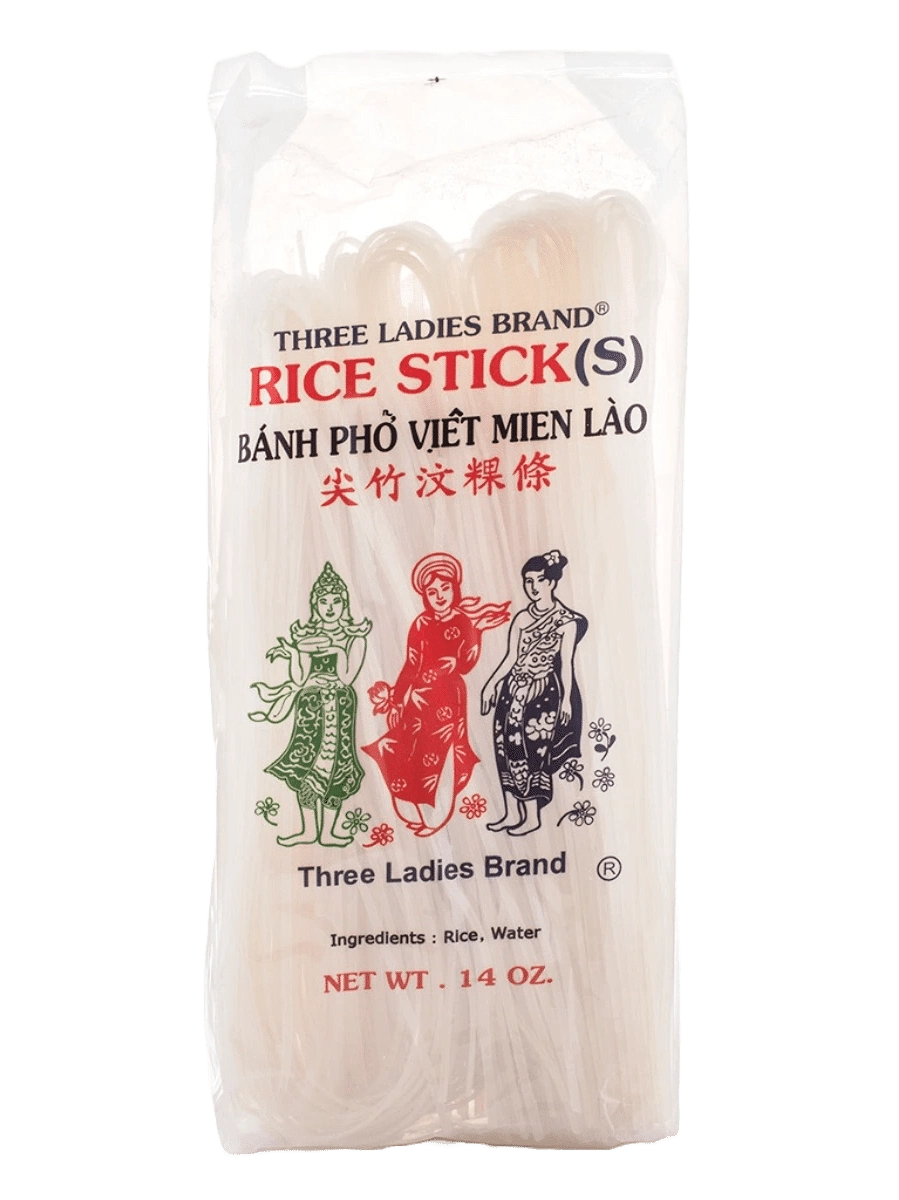 THREE LADIES BRAND®
RICE STICK(S)
BÁNH PHỞ VIỆT MIEN LÀO
尖竹汶粿條
Three Ladies Brand ®
Ingredients : Rice, Water
NET WT . 14 OZ.